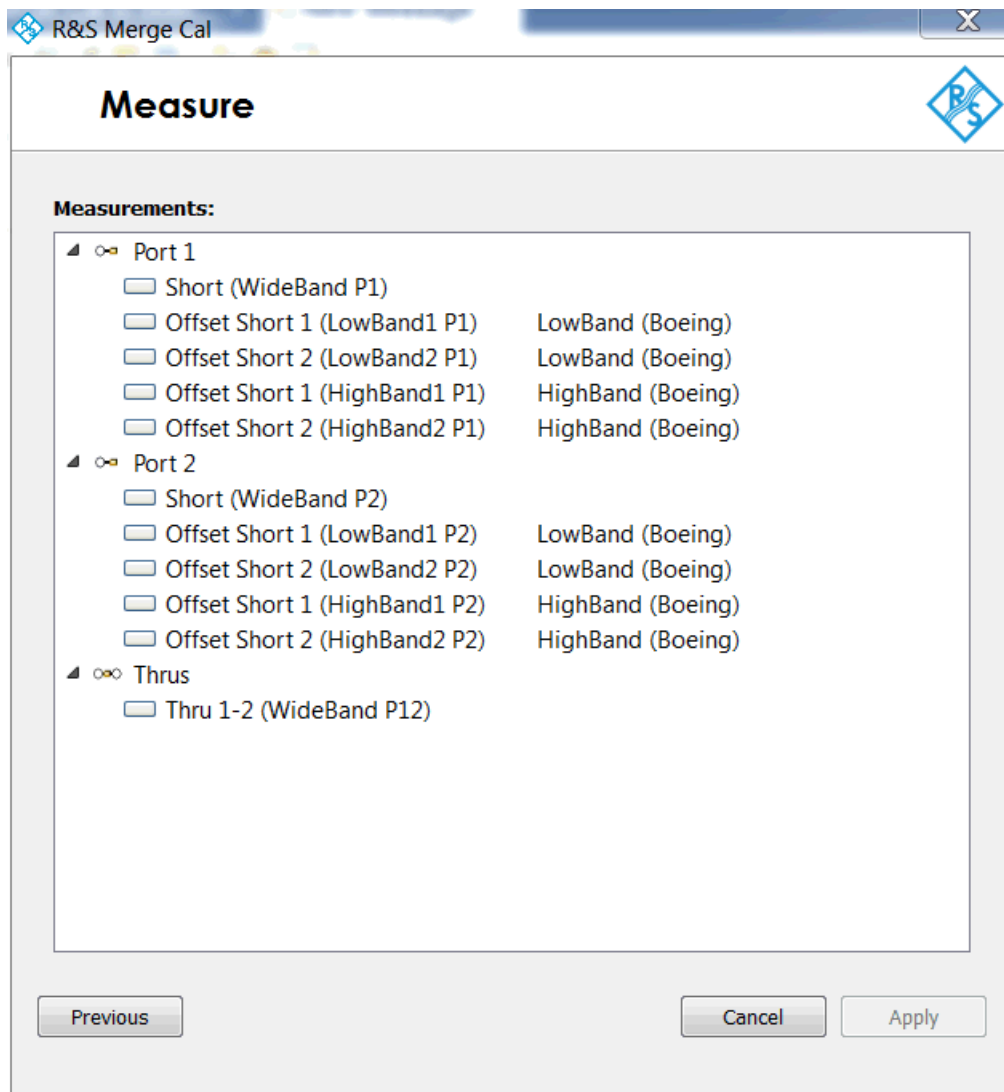 R&S Merge Cal
X
Measure
R
S
Measurements:
Port 1
Short (WideBand P1)
Offset Short 1 (LowBand1 P1) LowBand (Boeing)
Offset Short 2 (LowBand2 P1) LowBand (Boeing)
Offset Short 1 (HighBand1 P1) HighBand (Boeing)
Offset Short 2 (HighBand2 P1) HighBand (Boeing)
Port 2
Short (WideBand P2)
Offset Short 1 (LowBand1 P2) LowBand (Boeing)
Offset Short 2 (LowBand2 P2) LowBand (Boeing)
Offset Short 1 (HighBand1 P2) HighBand (Boeing)
Offset Short 2 (HighBand2 P2) HighBand (Boeing)
Thrus
Thru 1-2 (WideBand P12)
Previous Cancel Apply